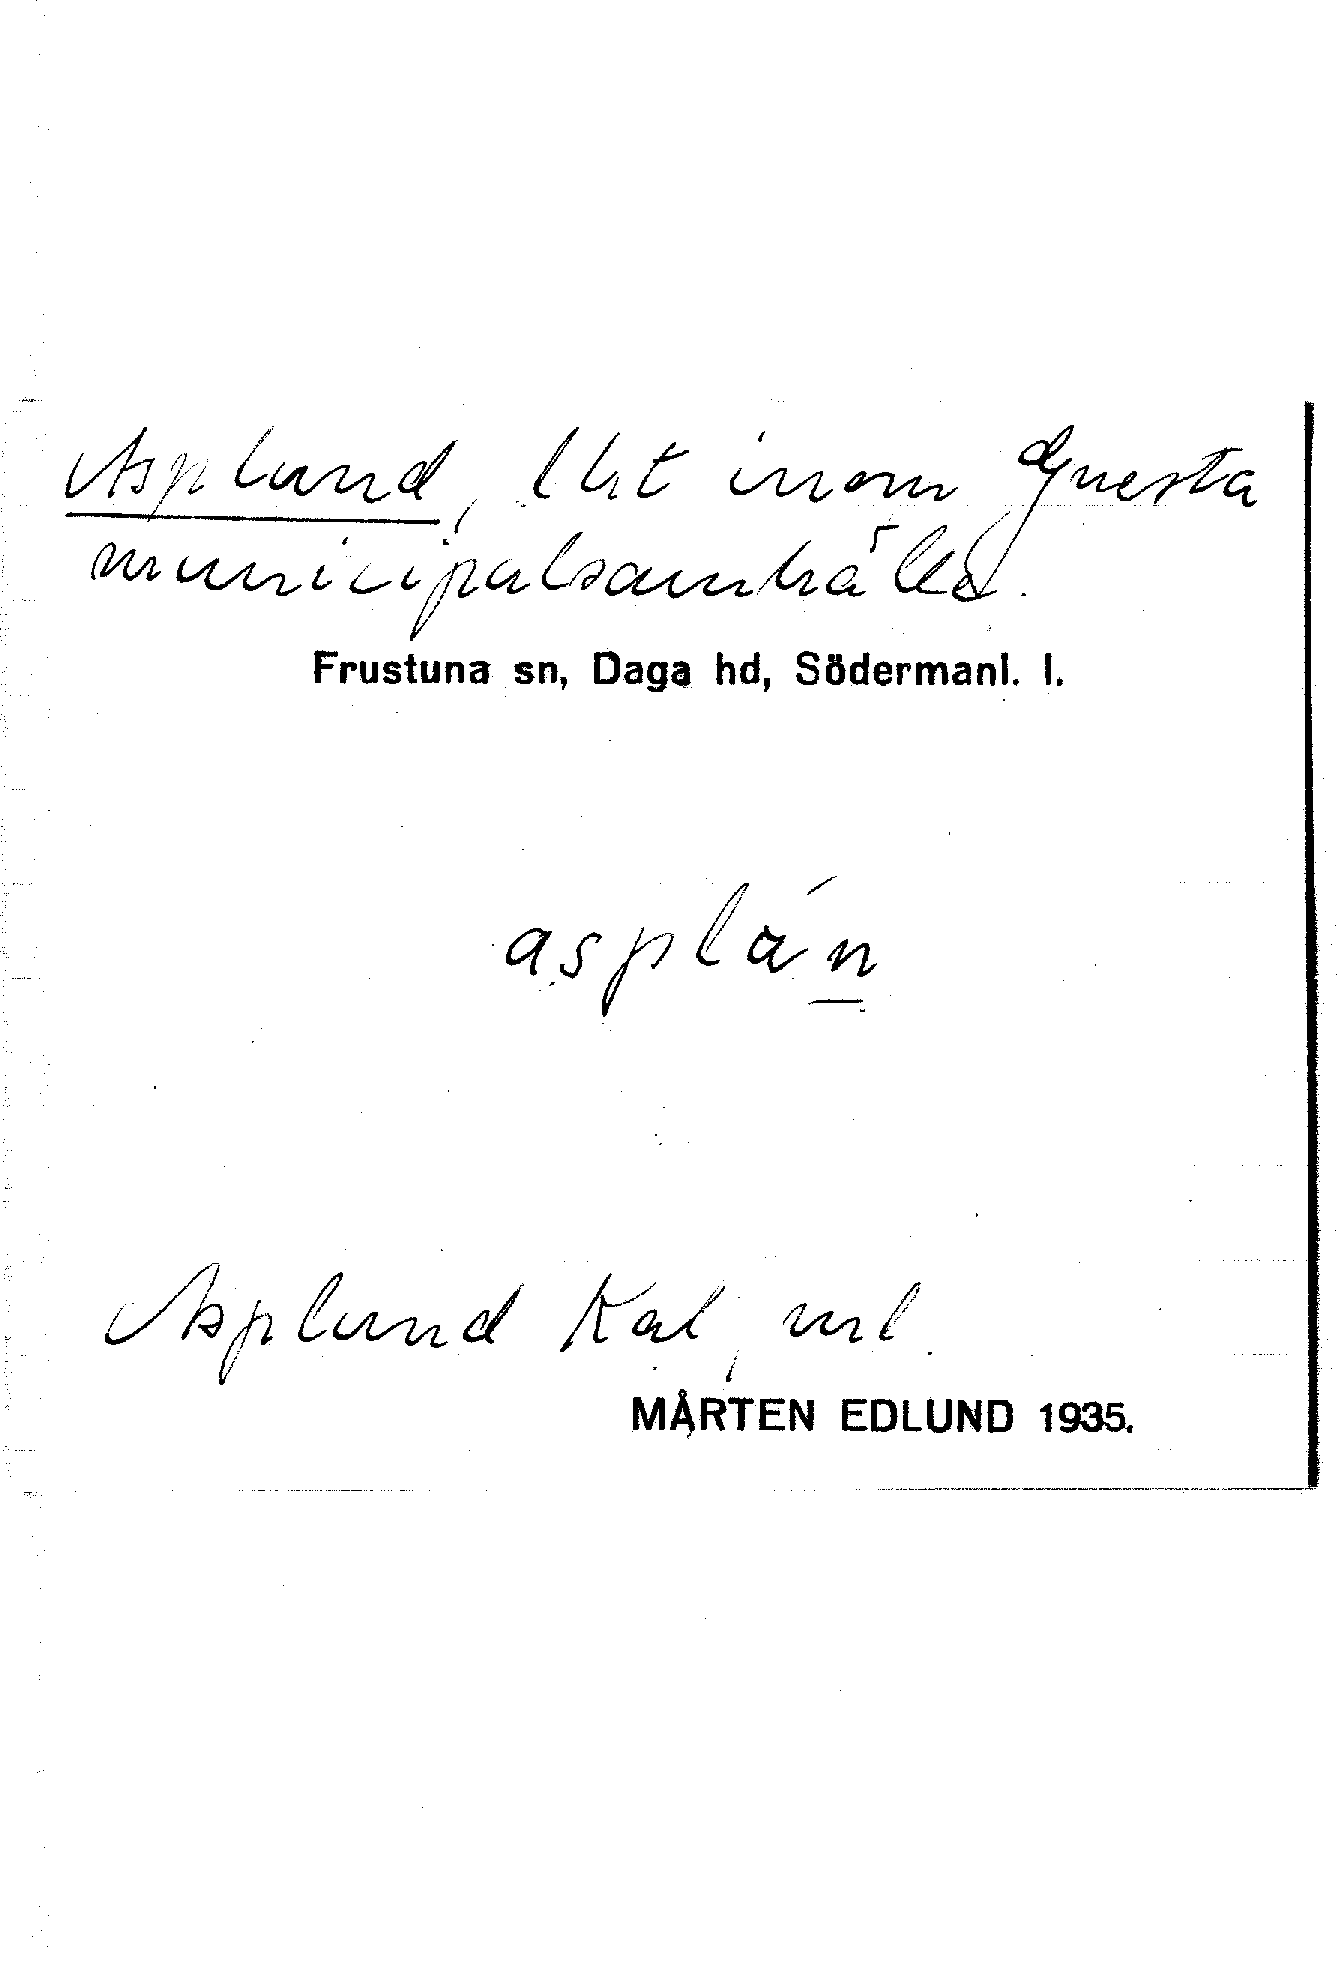 Asplund, lht inom Gnesta
municipalsamhälle.
Frustuna sn, Daga hd, Södermanl. l.
asplán
Asplund Kal, ml
MÅRTEN EDLUND 1935.